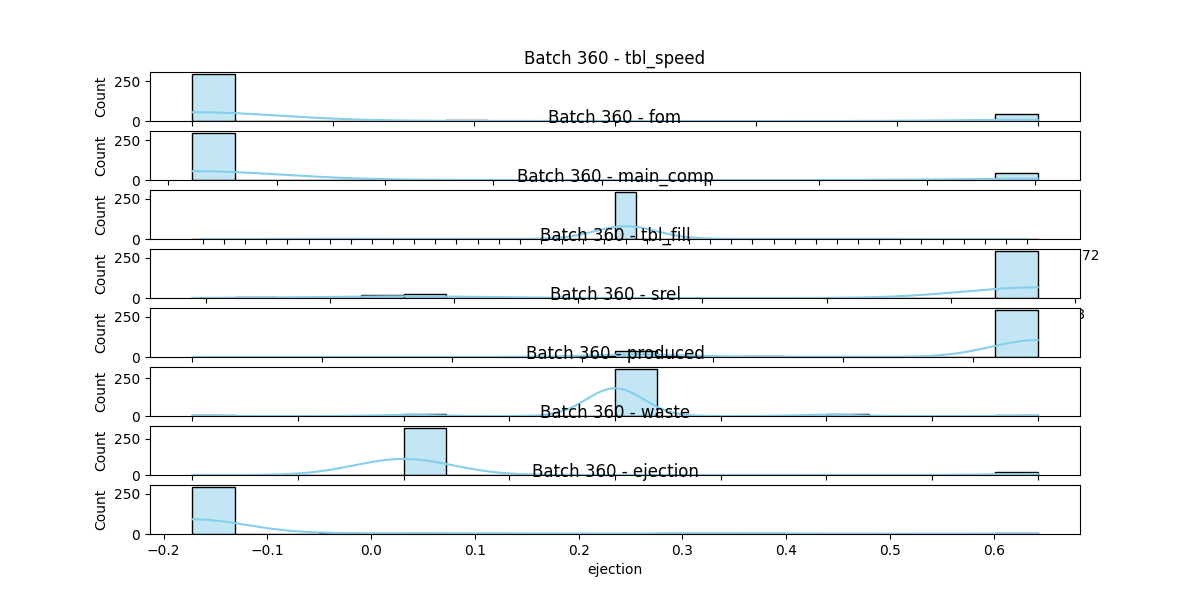 Batch 360 - tbl_speed
Count
250
0
Batch 360 - fom
Count
250
0
Batch 360 - main_comp
Count
250
0
72
Batch 360 - tbl_fill
Count
250
0
3
Batch 360 - srel
Count
250
0
Batch 360 - produced
Count
250
0
Batch 360 - waste
Count
250
0
Batch 360 - ejection
Count
250
0
−0.2 −0.1 0.0 0.1 0.2 0.3 0.4 0.5 0.6
ejection